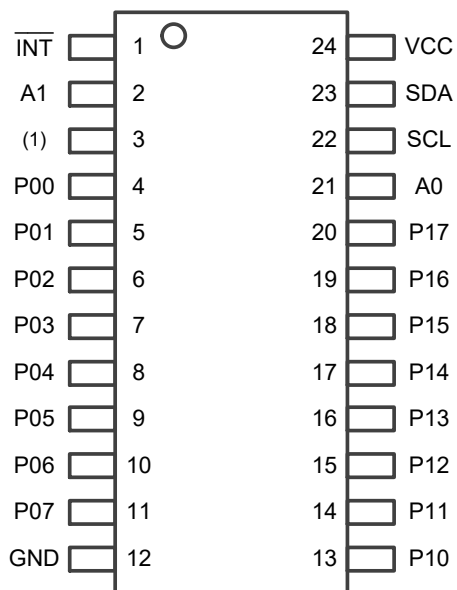 I̅N̅T̅ 1 24 VCC
A1 2 23 SDA
(1) 3 22 SCL
P00 4 21 A0
P01 5 20 P17
P02 6 19 P16
P03 7 18 P15
P04 8 17 P14
P05 9 16 P13
P06 10 15 P12
P07 11 14 P11
GND 12 13 P10